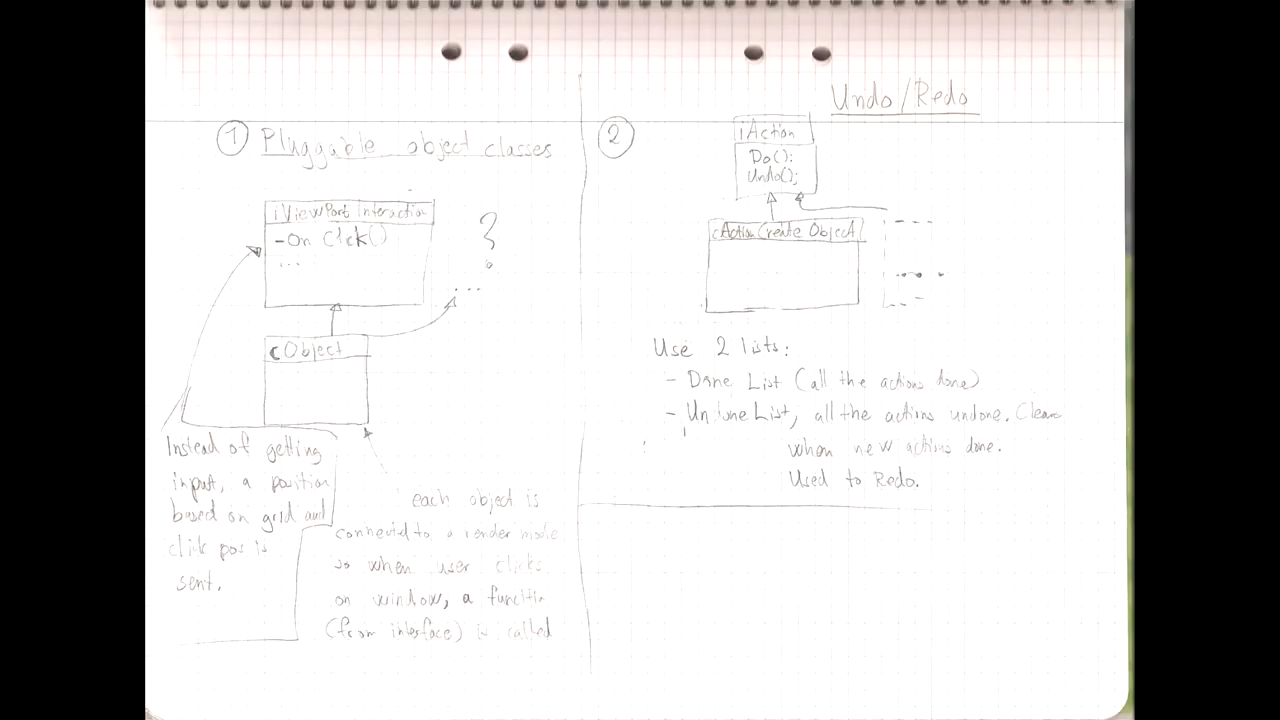 ① Pluggable object classes
iViewPort Interaction
- On Click()
...
?
...
cObject
Instead of getting
input, a position
based on grid and
click pos is
sent.
each object is
connected to a render mode
so when user clicks
on window, a functin
(from interface) is called
Undo/Redo
②
iAction
Do();
Undo();
cAction Create Object
Use 2 lists:
- Done List (all the actions done)
- Undone List, all the actions undone. Clear
when new actions done.
Used to Redo.